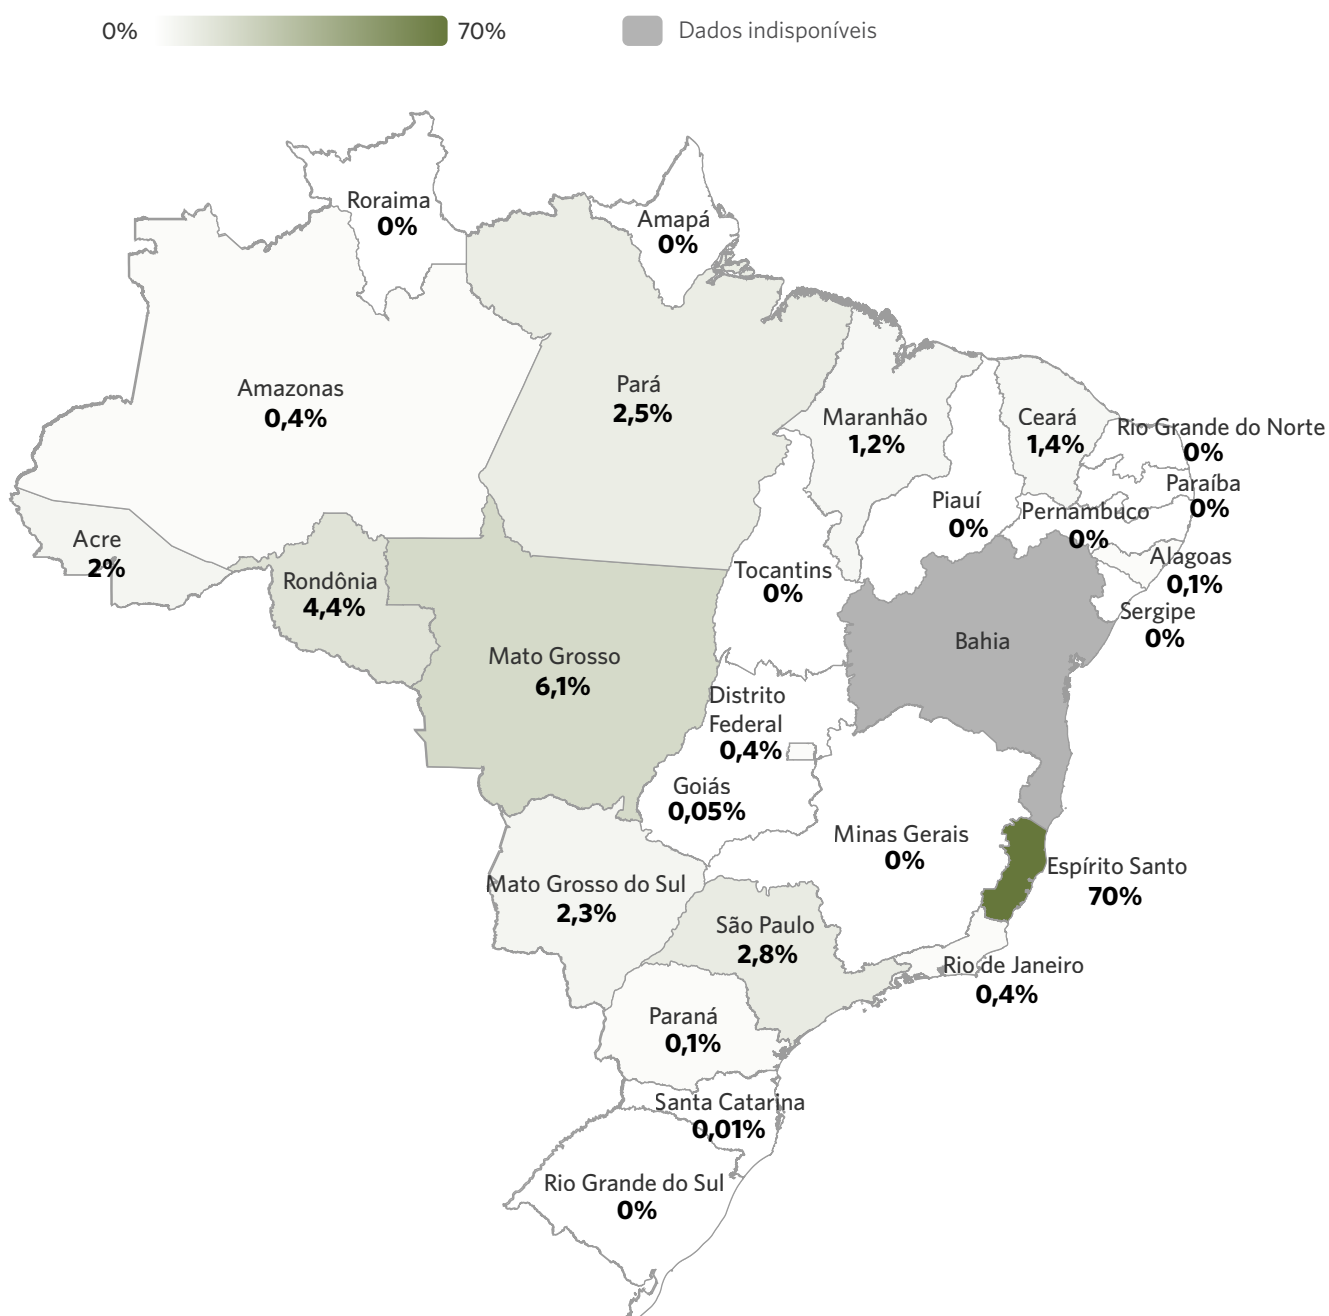 0%
70%
Dados indisponíveis
Roraima
0%
Amapá
0%
Amazonas
0,4%
Pará
2,5%
Maranhão
1,2%
Ceará
1,4%
Rio Grande do Norte
0%
Paraíba
0%
Piauí
0%
Pernambuco
0%
Acre
2%
Rondônia
4,4%
Tocantins
0%
Alagoas
0,1%
Sergipe
0%
Bahia
Mato Grosso
6,1%
Distrito
Federal
0,4%
Goiás
0,05%
Minas Gerais
0%
Espírito Santo
70%
Mato Grosso do Sul
2,3%
São Paulo
2,8%
Rio de Janeiro
0,4%
Paraná
0,1%
Santa Catarina
0,01%
Rio Grande do Sul
0%